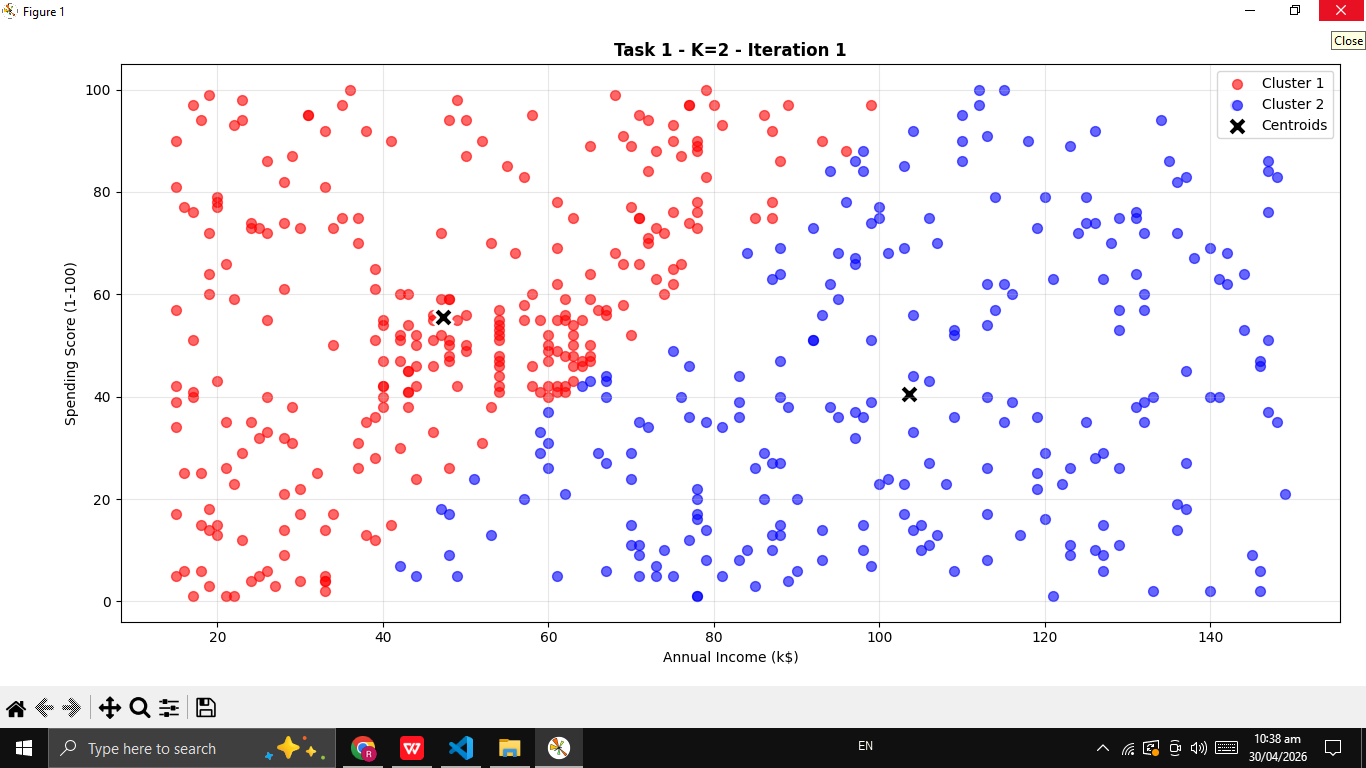 Figure 1
Close
Task 1 - K=2 - Iteration 1
Cluster 1
Cluster 2
Centroids
100
80
60
40
20
0
Spending Score (1-100)
20 40 60 80 100 120 140
Annual Income (k$)
Type here to search
R
W
EN
10:38 am
30/04/2026